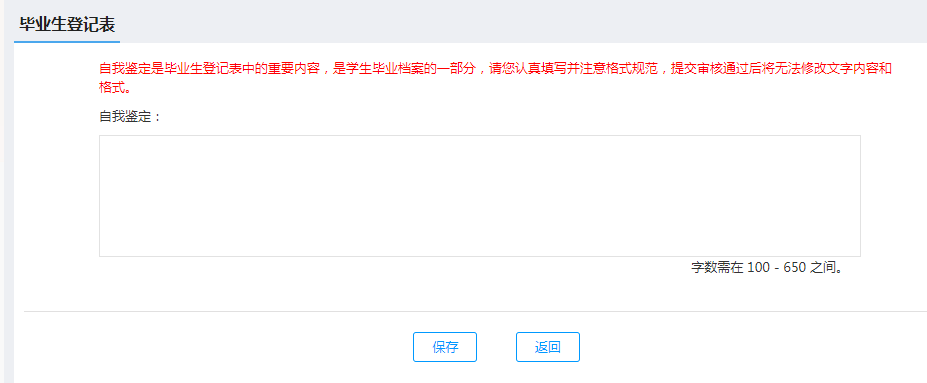 毕业生登记表
自我鉴定是毕业生登记表中的重要内容，是学生毕业档案的一部分，请您认真填写并注意格式规范，提交审核通过后将无法修改文字内容和
格式。
自我鉴定：
字数需在 100 - 650 之间。
保存 返回